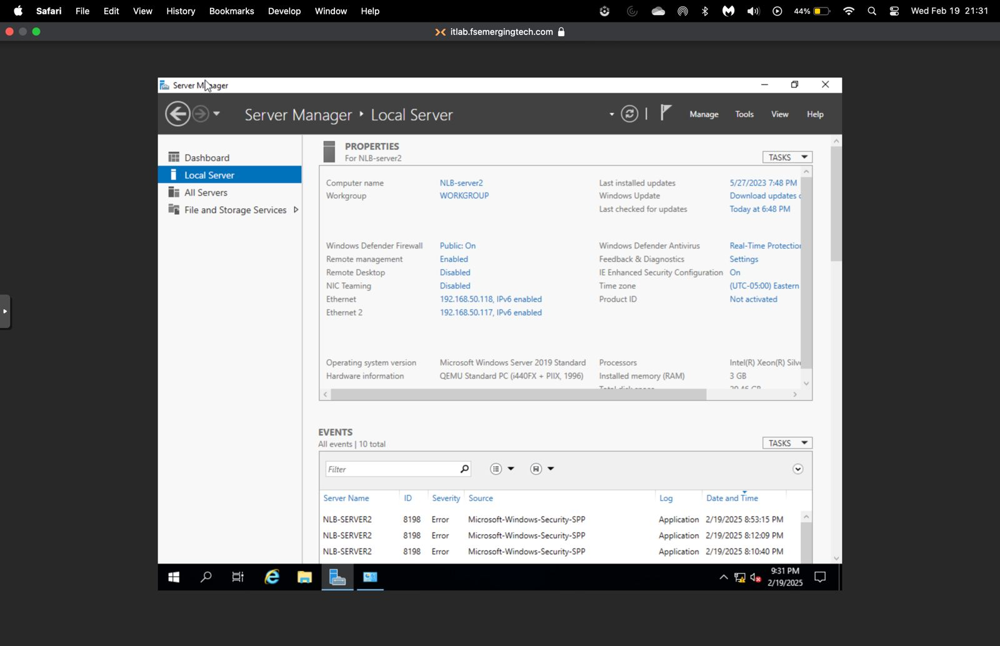 Safari File Edit View History Bookmarks Develop Window Help 44% Wed Feb 19 21:31
itlab.fsemergingtech.com
Server Manager
Server Manager Local Server Manage Tools View Help
Dashboard
Local Server
All Servers
File and Storage Services
PROPERTIES
For NLB-server2
TASKS
Computer name NLB-server2 Last installed updates 5/27/2023 7:48 PM
Workgroup WORKGROUP Windows Update Download updates
Last checked for updates Today at 6:48 PM
Windows Defender Firewall Public: On Windows Defender Antivirus Real-Time Protection
Remote management Enabled Feedback & Diagnostics Settings
Remote Desktop Disabled IE Enhanced Security Configuration On
NIC Teaming Disabled Time zone (UTC-05:00) Eastern
Ethernet 192.168.50.118, IPv6 enabled Product ID Not activated
Ethernet 2 192.168.50.117, IPv6 enabled
Operating system version Microsoft Windows Server 2019 Standard Processors Intel(R) Xeon(R)
Hardware information QEMU Standard PC (i440FX + PIIX, 1996) Installed memory (RAM) 3 GB
EVENTS
All events | 10 total
TASKS
Filter
Server Name ID Severity Source Log Date and Time
NLB-SERVER2 8198 Error Microsoft-Windows-Security-SPP Application 2/19/2025 8:53:15 PM
NLB-SERVER2 8198 Error Microsoft-Windows-Security-SPP Application 2/19/2025 8:12:09 PM
NLB-SERVER2 8198 Error Microsoft-Windows-Security-SPP Application 2/19/2025 8:10:40 PM
9:31 PM
2/19/2025